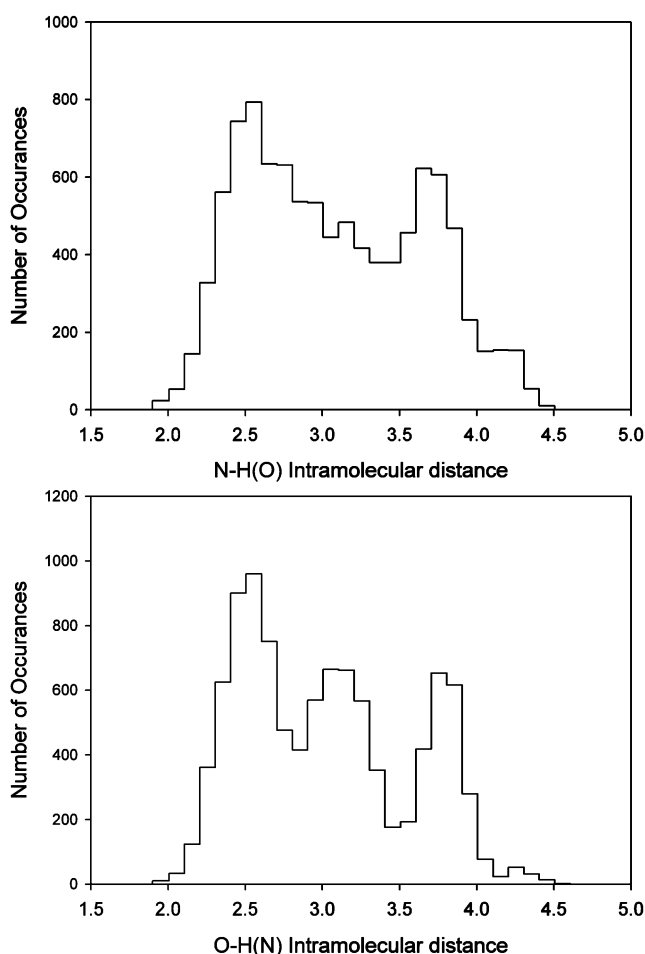 1000
800
600
400
200
0
Number of Occurances
1.5 2.0 2.5 3.0 3.5 4.0 4.5 5.0
N-H(O) Intramolecular distance
1200
1000
800
600
400
200
0
Number of Occurances
1.5 2.0 2.5 3.0 3.5 4.0 4.5 5.0
O-H(N) Intramolecular distance